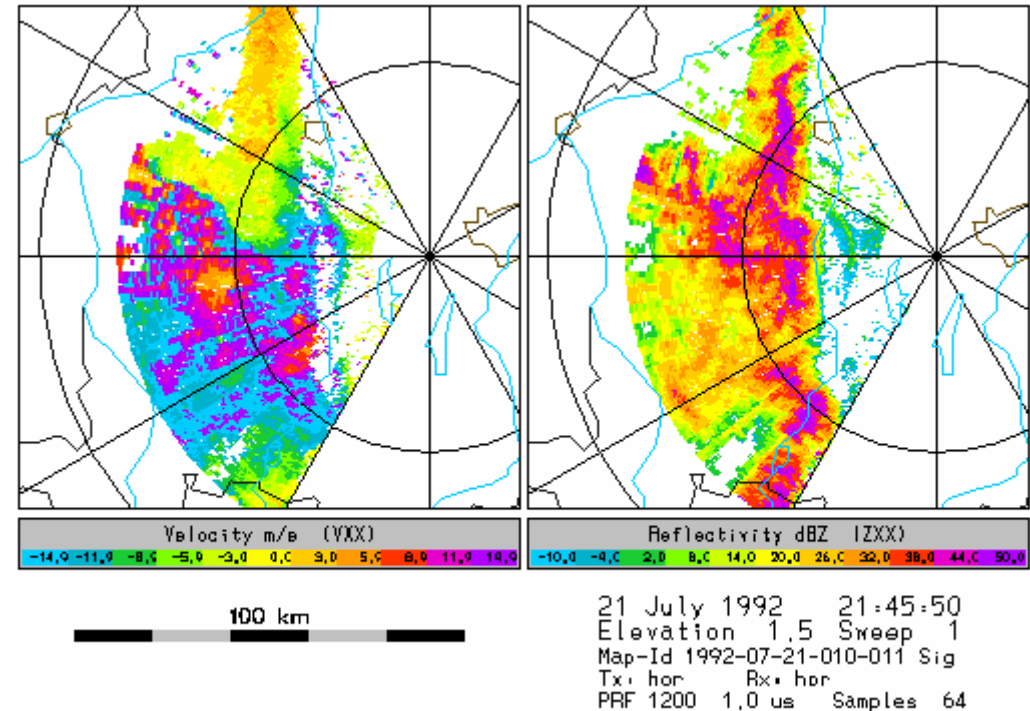 Velocity m/s (VXX)
-14,9 -11,9 -8,9 -5,9 -3,0 0,0 3,0 5,9 8,9 11,9 14,9
Reflectivity dBZ (ZXX)
-10,0 -4,0 2,0 8,0 14,0 20,0 26,0 32,0 38,0 44,0 50,0
100 km
21 July 1992 21:45:50
Elevation 1,5 Sweep 1
Map-Id 1992-07-21-010-011 Sig
Tx: hor Rx: hor
PRF 1200 1,0 us Samples 64